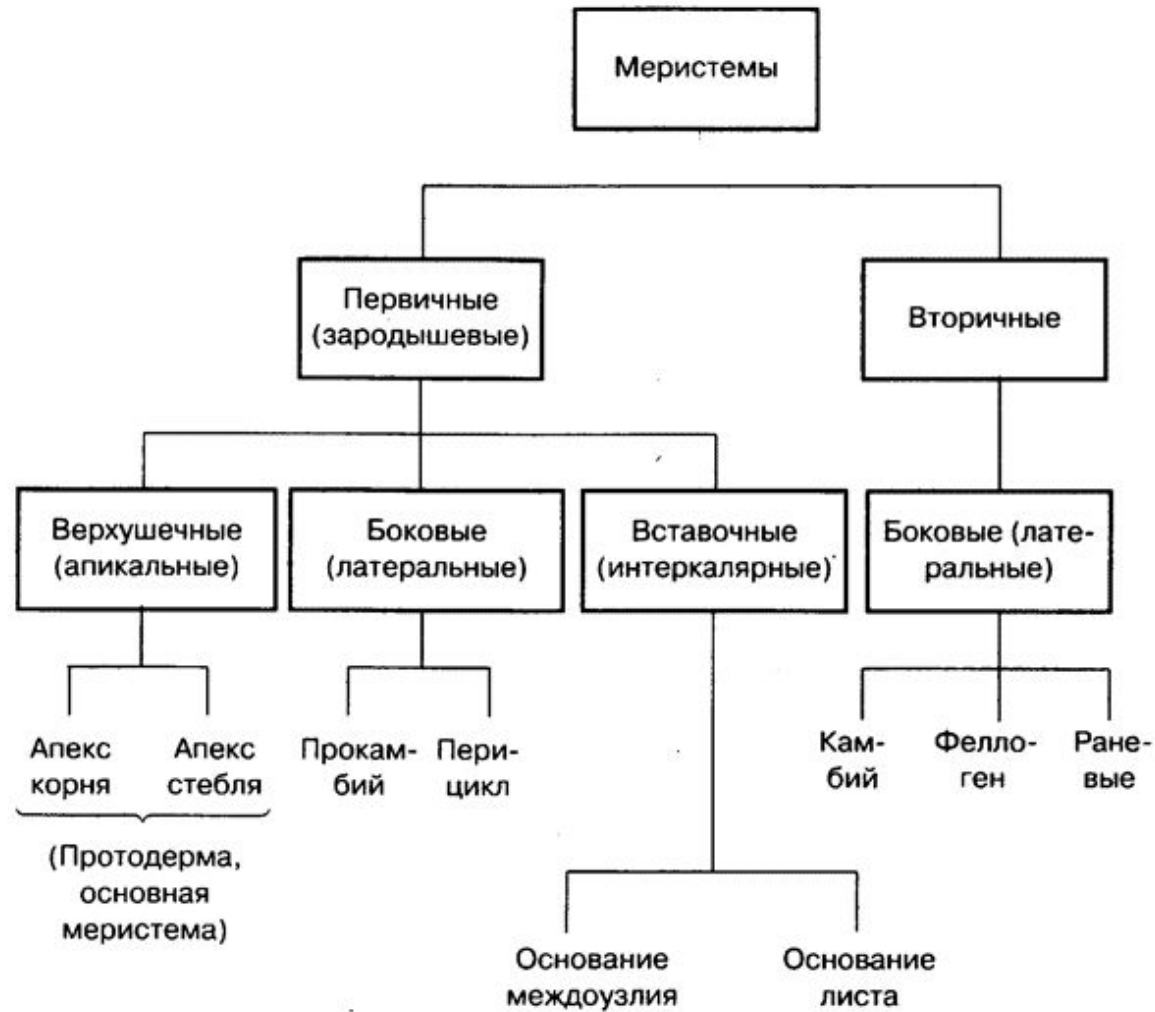 Меристемы
Первичные
(зародышевые)
Вторичные
Верхушечные
(апикальные)
Боковые
(латеральные)
Вставочные
(интеркалярные)
Боковые (лате-
ральные)
Апекс
корня
Апекс
стебля
Прокам-
бий
Пери-
цикл
Кам-
бий
Фелло-
ген
Ране-
вые
(Протодерма,
основная
меристема)
Основание
междоузлия
Основание
листа